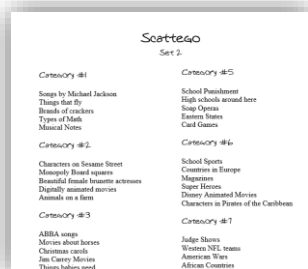 Scattego
Set 2
Category #1
Songs by Michael Jackson
Things that fly
Brands of crackers
Types of Math
Musical Notes
Category #2
Characters on Sesame Street
Monopoly Board squares
Beautiful female brunette actresses
Digitally animated movies
Animals on a farm
Category #3
ABBA songs
Movies about horses
Christmas carols
Jim Carrey Movies
Things babies need
Category #5
School Punishment
High schools around here
Soap Operas
Eastern States
Card Games
Category #6
School Sports
Countries in Europe
Magazines
Super Heroes
Disney Animated Movies
Characters in Pirates of the Caribbean
Category #7
Judge Shows
Western NFL teams
American Wars
African Countries